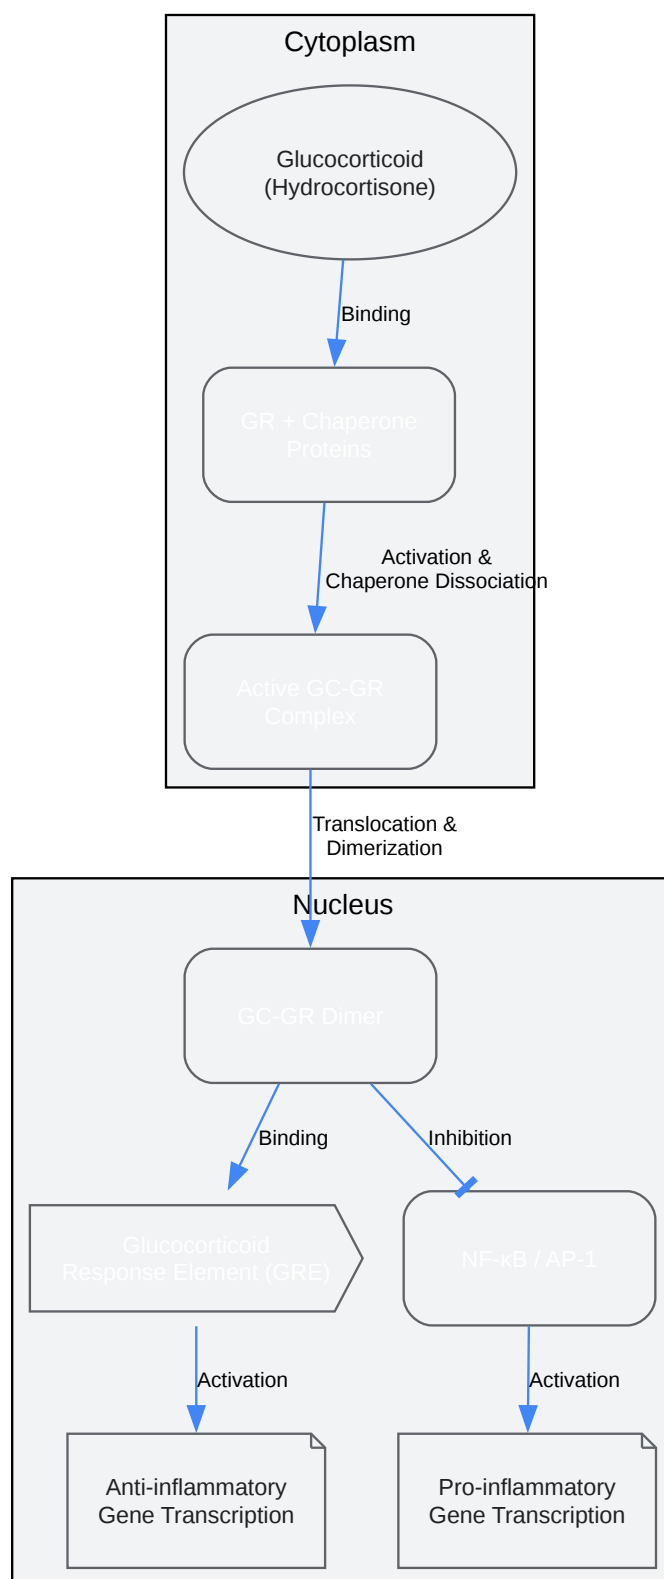 Cytoplasm
Glucocorticoid
(Hydrocortisone)
Binding
GR + Chaperone
Proteins
Activation &
Chaperone Dissociation
Active GC-GR
Complex
Translocation &
Dimerization
Nucleus
GC-GR Dimer
Binding
Inhibition
Glucocorticoid
Response Element (GRE)
NF-κB / AP-1
Activation
Activation
Anti-inflammatory
Gene Transcription
Pro-inflammatory
Gene Transcription